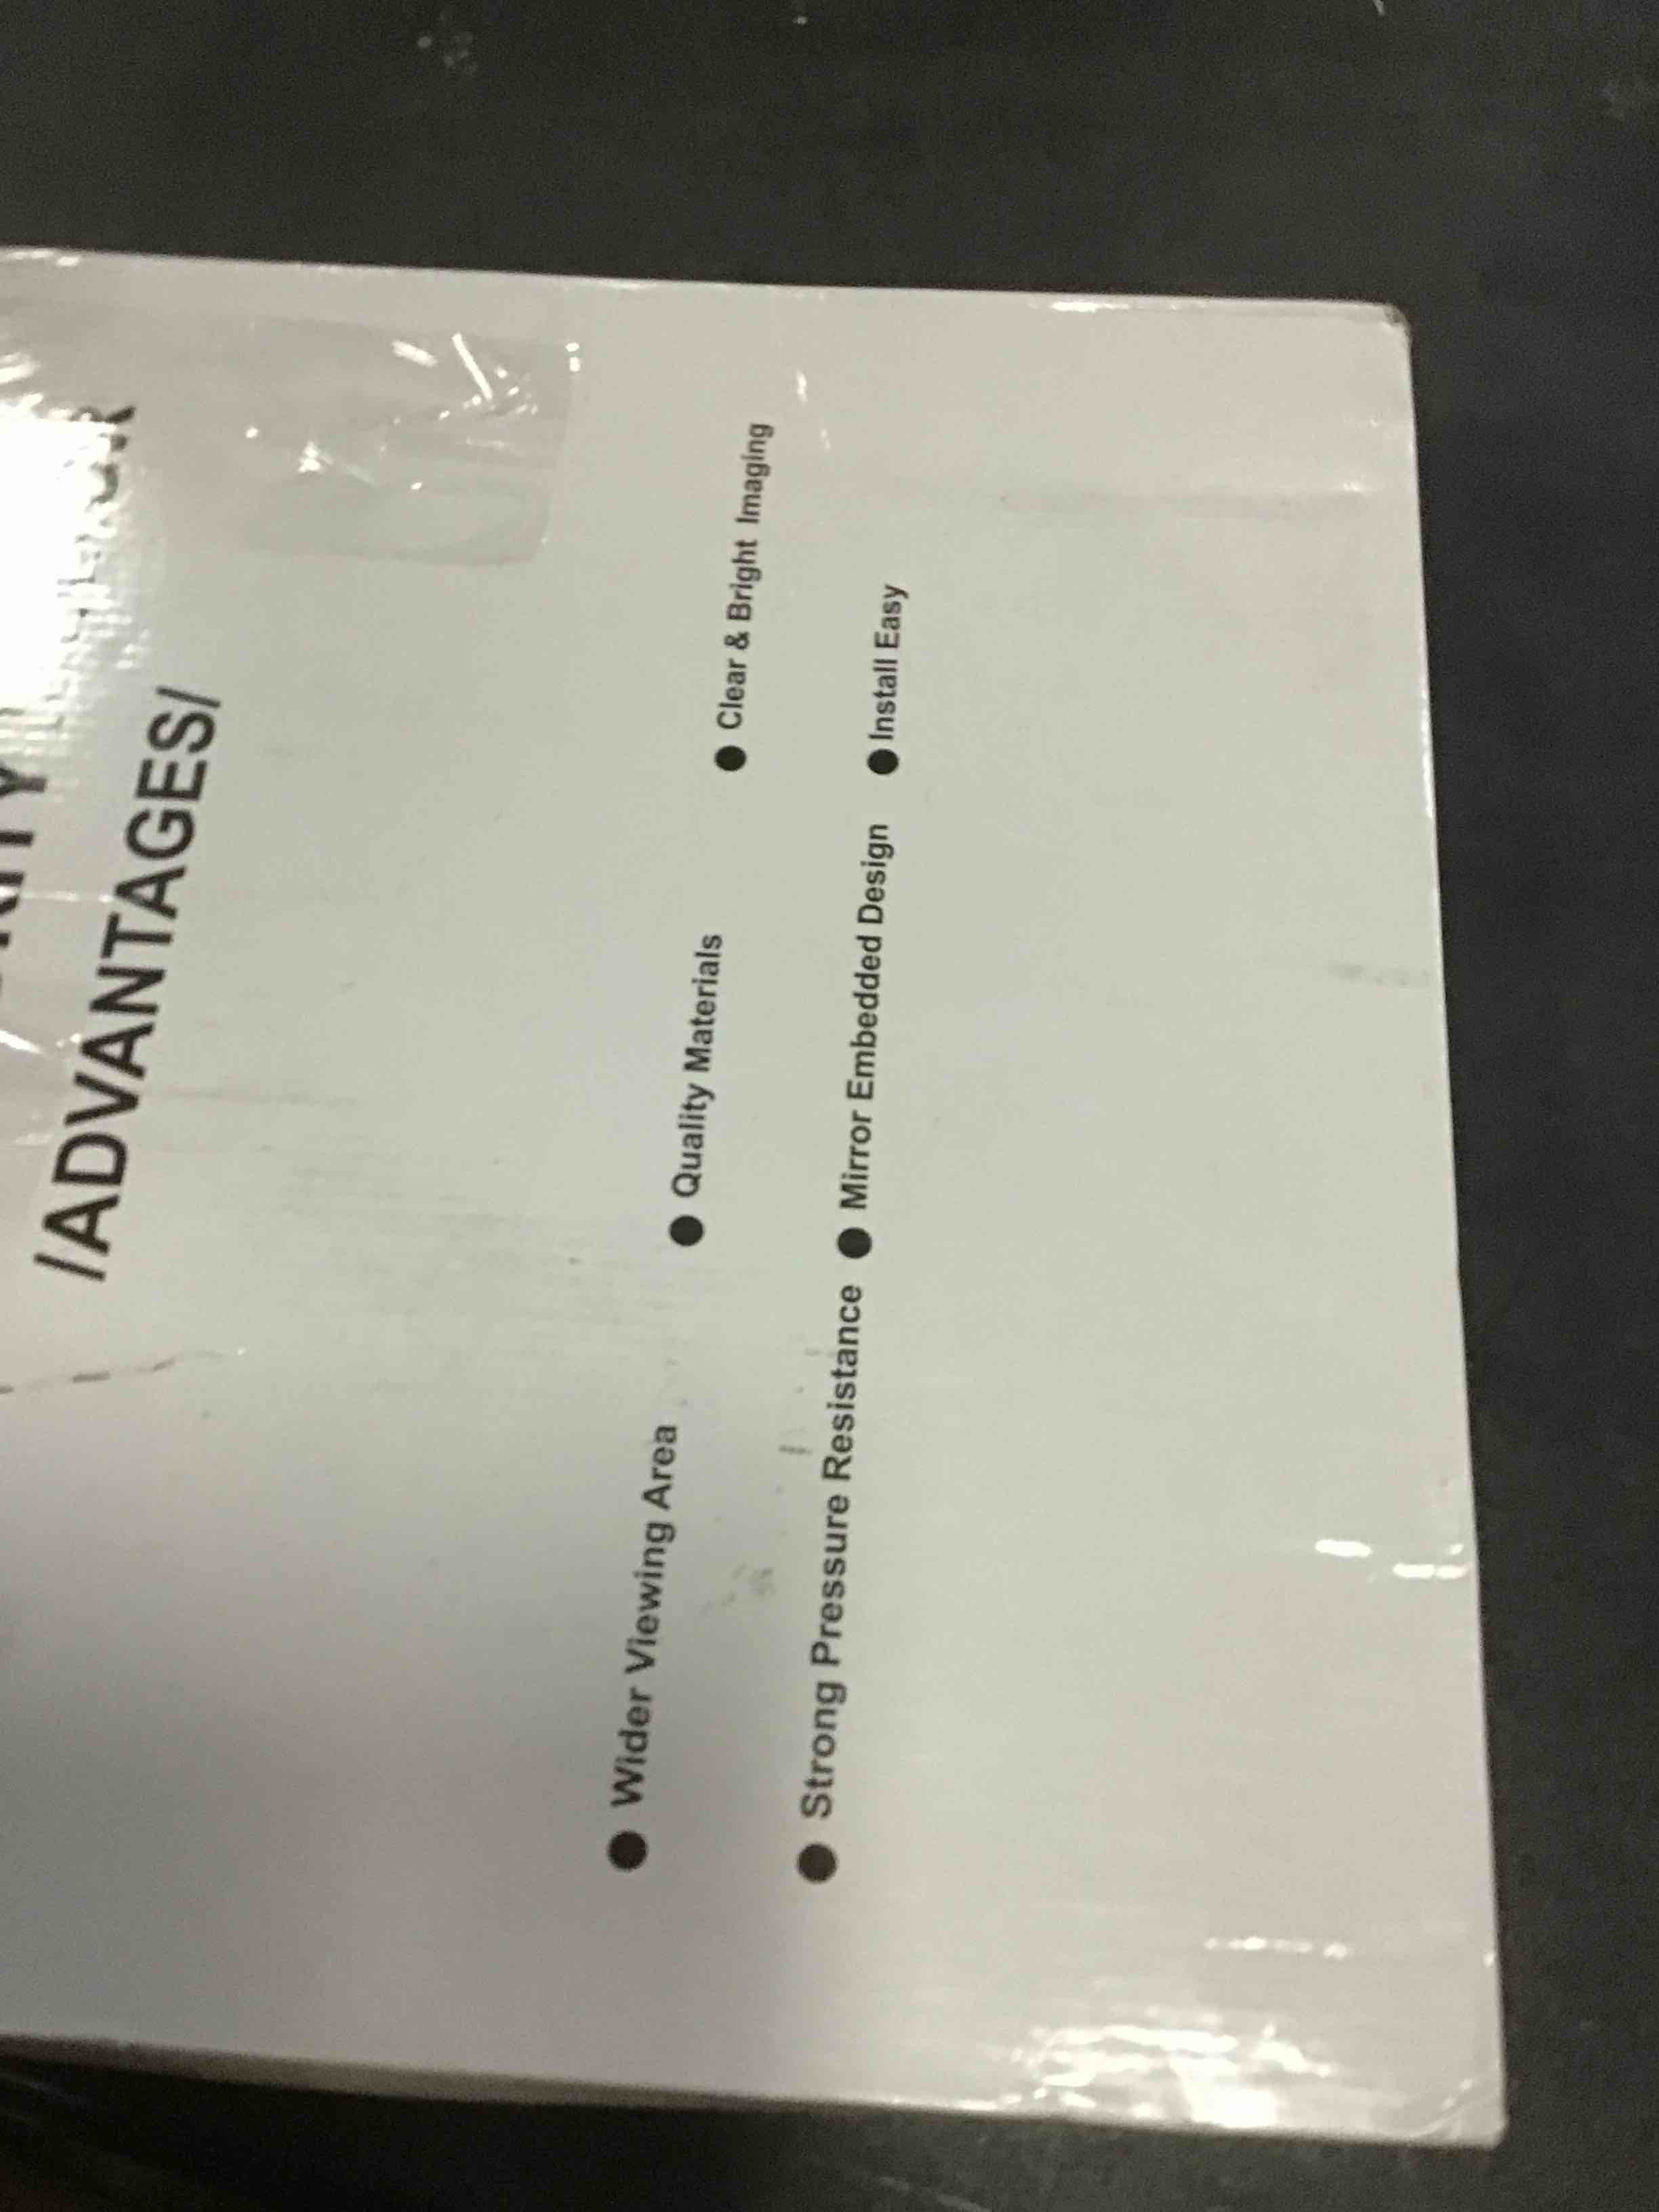 /ADVANTAGES/
● Wider Viewing Area ● Quality Materials ● Clear & Bright Imaging
● Strong Pressure Resistance ● Mirror Embedded Design ● Install Easy